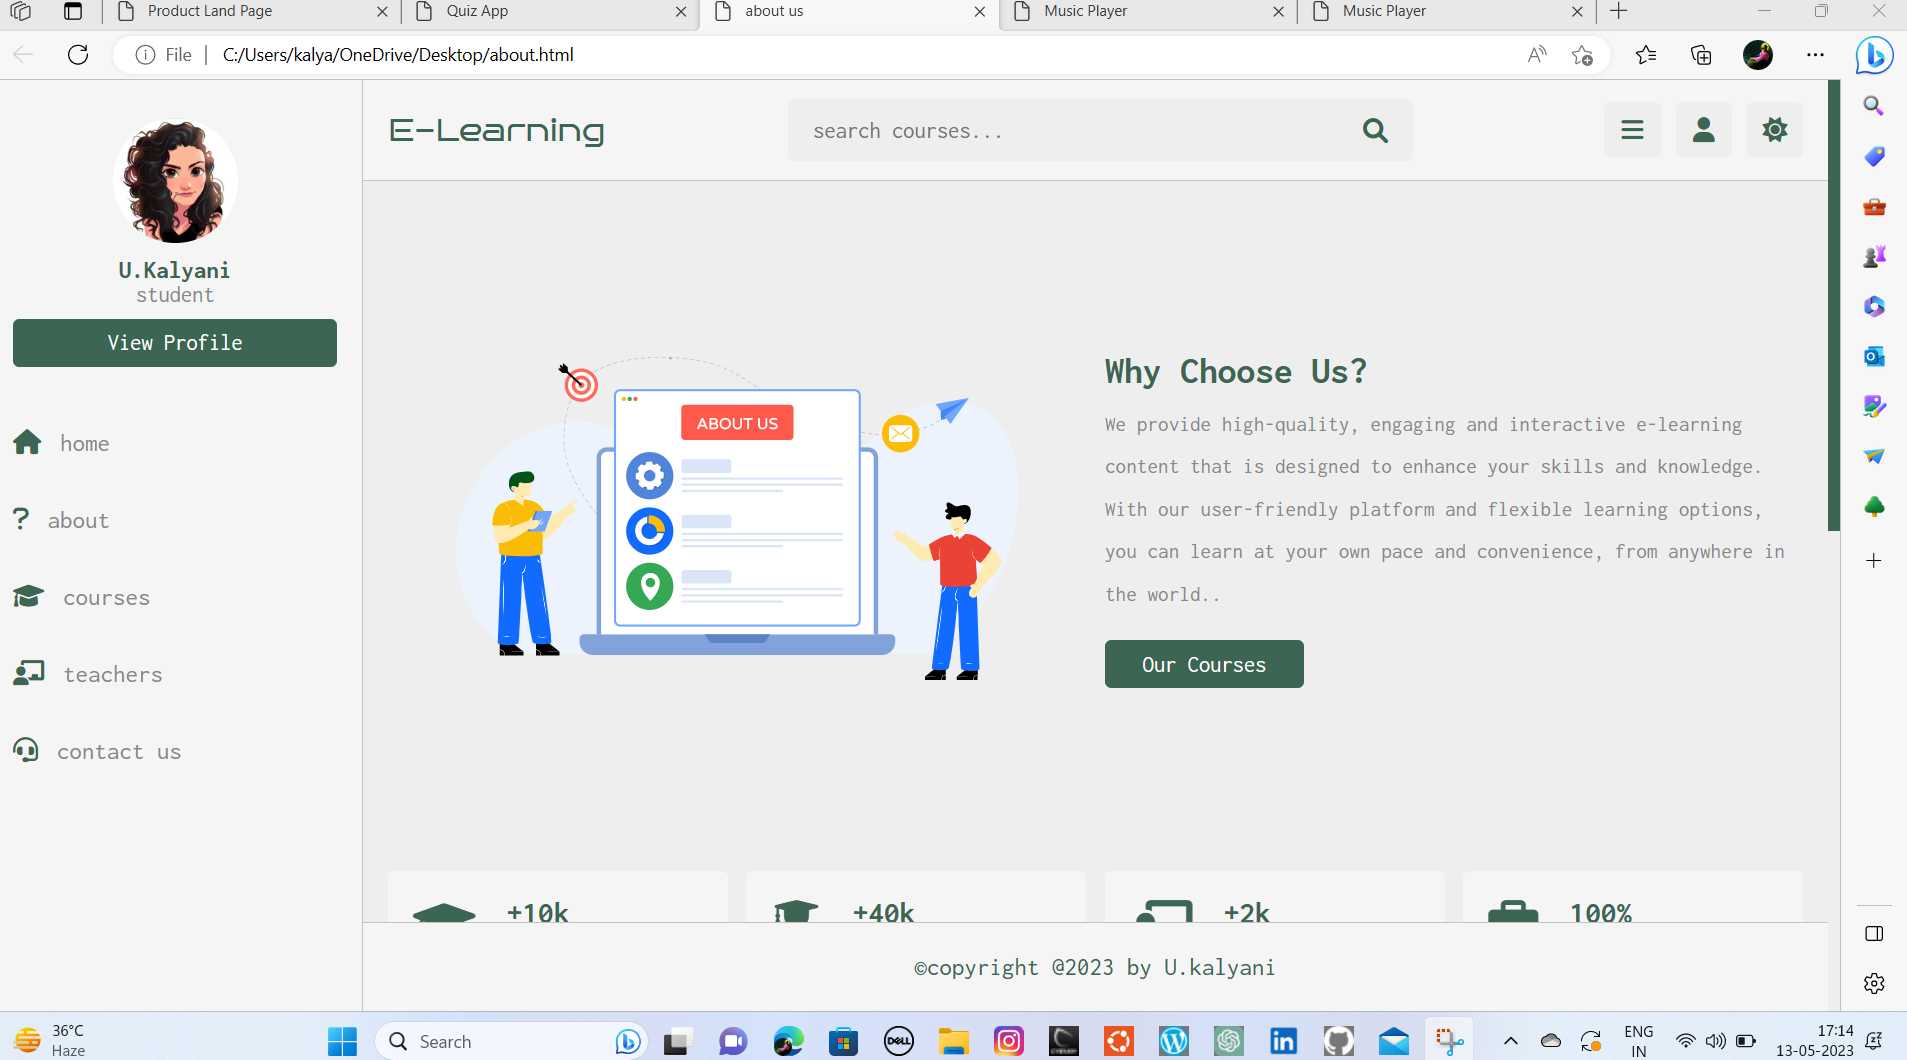 Product Land Page
Quiz App
about us
Music Player
Music Player
File
C:/Users/kalya/OneDrive/Desktop/about.html
E-Learning
search courses...
U.Kalyani
student
View Profile
home
about
courses
teachers
contact us
ABOUT US
Why Choose Us?
We provide high-quality, engaging and interactive e-learning
content that is designed to enhance your skills and knowledge.
With our user-friendly platform and flexible learning options,
you can learn at your own pace and convenience, from anywhere in
the world..
Our Courses
+10k
+40k
+2k
100%
©copyright @2023 by U.kalyani
36°C
Haze
Search
DELL
ENG
IN
17:14
13-05-2023